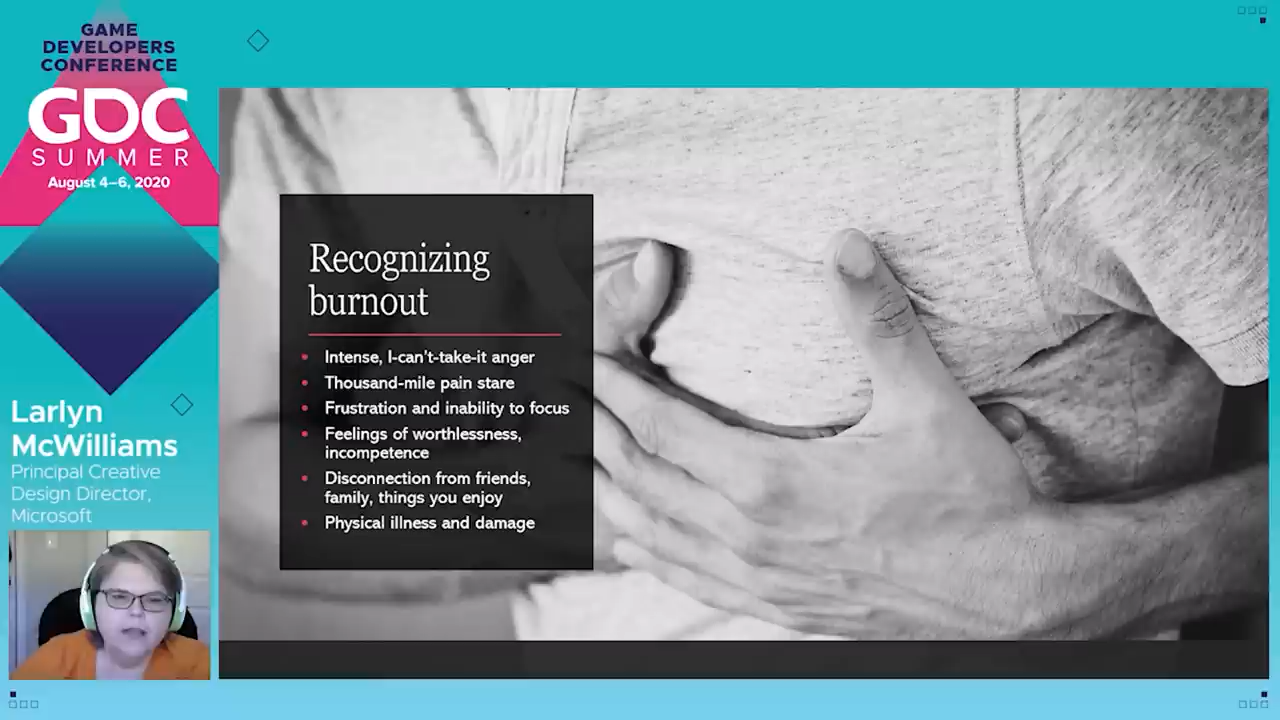 GAME
DEVELOPERS
CONFERENCE
GDC
SUMMER
August 4–6, 2020
Larlyn
McWilliams
Principal Creative
Design Director,
Microsoft
Recognizing
burnout
• Intense, I-can't-take-it anger
• Thousand-mile pain stare
• Frustration and inability to focus
• Feelings of worthlessness,
incompetence
• Disconnection from friends,
family, things you enjoy
• Physical illness and damage